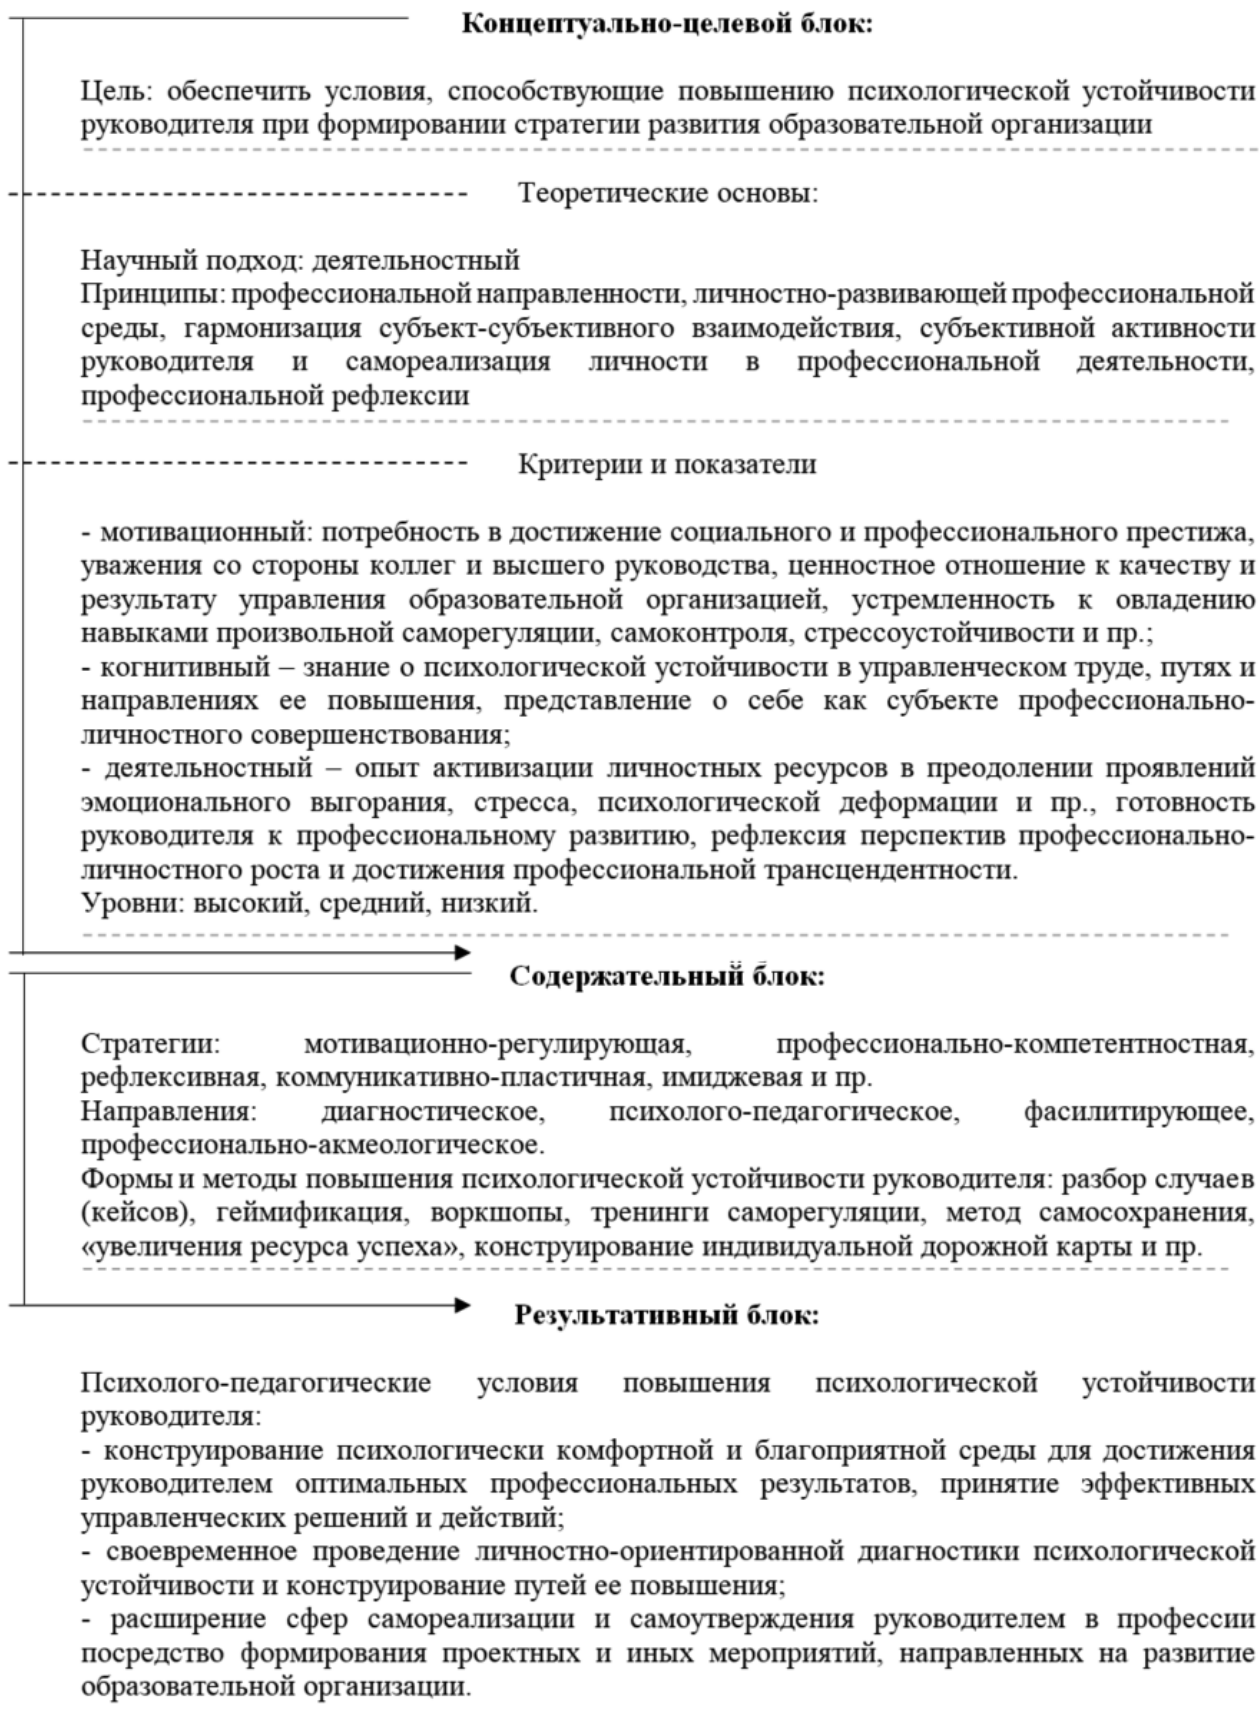 Концептуально-целевой блок:
Цель: обеспечить условия, способствующие повышению психологической устойчивости
руководителя при формировании стратегии развития образовательной организации
Теоретические основы:
Научный подход: деятельностный
Принципы: профессиональной направленности, личностно-развивающей профессиональной
среды, гармонизация субъект-субъективного взаимодействия, субъективной активности
руководителя и самореализация личности в профессиональной деятельности,
профессиональной рефлексии
Критерии и показатели
- мотивационный: потребность в достижение социального и профессионального престижа,
уважения со стороны коллег и высшего руководства, ценностное отношение к качеству и
результату управления образовательной организацией, устремленность к овладению
навыками произвольной саморегуляции, самоконтроля, стрессоустойчивости и пр.;
- когнитивный – знание о психологической устойчивости в управленческом труде, путях и
направлениях ее повышения, представление о себе как субъекте профессионально-
личностного совершенствования;
- деятельностный – опыт активизации личностных ресурсов в преодолении проявлений
эмоционального выгорания, стресса, психологической деформации и пр., готовность
руководителя к профессиональному развитию, рефлексия перспектив профессионально-
личностного роста и достижения профессиональной трансцендентности.
Уровни: высокий, средний, низкий.
Содержательный блок:
Стратегии: мотивационно-регулирующая, профессионально-компетентностная,
рефлексивная, коммуникативно-пластичная, имиджевая и пр.
Направления: диагностическое, психолого-педагогическое, фасилитирующее,
профессионально-акмеологическое.
Формы и методы повышения психологической устойчивости руководителя: разбор случаев
(кейсов), геймификация, воркшопы, тренинги саморегуляции, метод самосохранения,
«увеличения ресурса успеха», конструирование индивидуальной дорожной карты и пр.
Результативный блок:
Психолого-педагогические условия повышения психологической устойчивости
руководителя:
- конструирование психологически комфортной и благоприятной среды для достижения
руководителем оптимальных профессиональных результатов, принятие эффективных
управленческих решений и действий;
- своевременное проведение личностно-ориентированной диагностики психологической
устойчивости и конструирование путей ее повышения;
- расширение сфер самореализации и самоутверждения руководителем в профессии
посредство формирования проектных и иных мероприятий, направленных на развитие
образовательной организации.